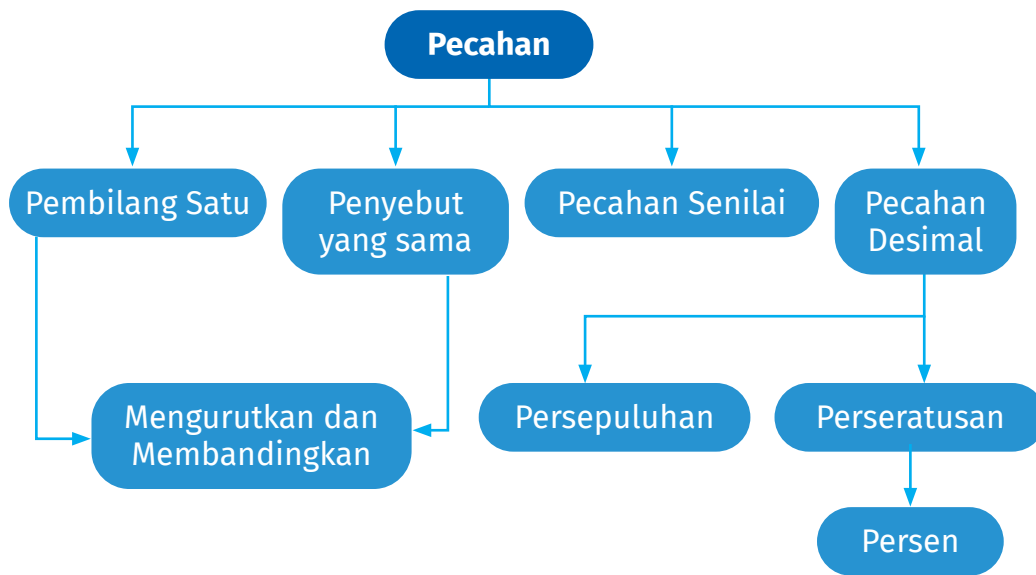 Pecahan
Pembilang Satu
Penyebut
yang sama
Pecahan Senilai
Pecahan
Desimal
Mengurutkan dan
Membandingkan
Persepuluhan
Perseratusan
Persen